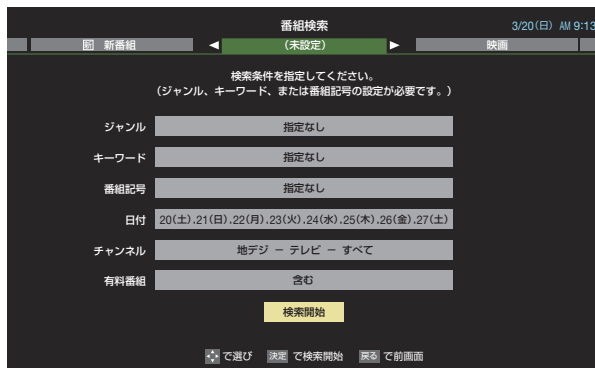 番組検索
3/20(日) AM 9:13
新 新番組
(未設定)
映画
検索条件を指定してください。
(ジャンル、キーワード、または番組記号の設定が必要です。)
ジャンル 指定なし
キーワード 指定なし
番組記号 指定なし
日付 20(土).21(日).22(月).23(火).24(水).25(木).26(金).27(土)
チャンネル 地デジ − テレビ − すべて
有料番組 含む
検索開始
で選び 決定 で検索開始 戻る で前画面